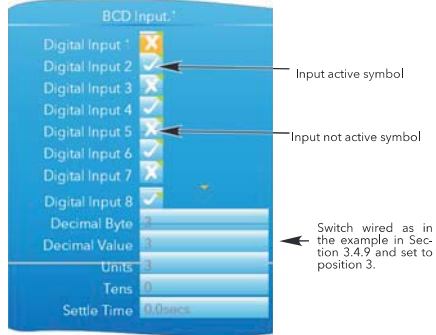 BCD Input.1
Digital Input 1
Digital Input 2
Input active symbol
Digital Input 3
Digital Input 4
Digital Input 5
Input not active symbol
Digital Input 6
Digital Input 7
Digital Input 8
Decimal Byte 3
Decimal Value 3
Units 3
Tens 0
Settle Time 0.0secs
Switch wired as in
the example in Sec-
tion 3.4.9 and set to
position 3.